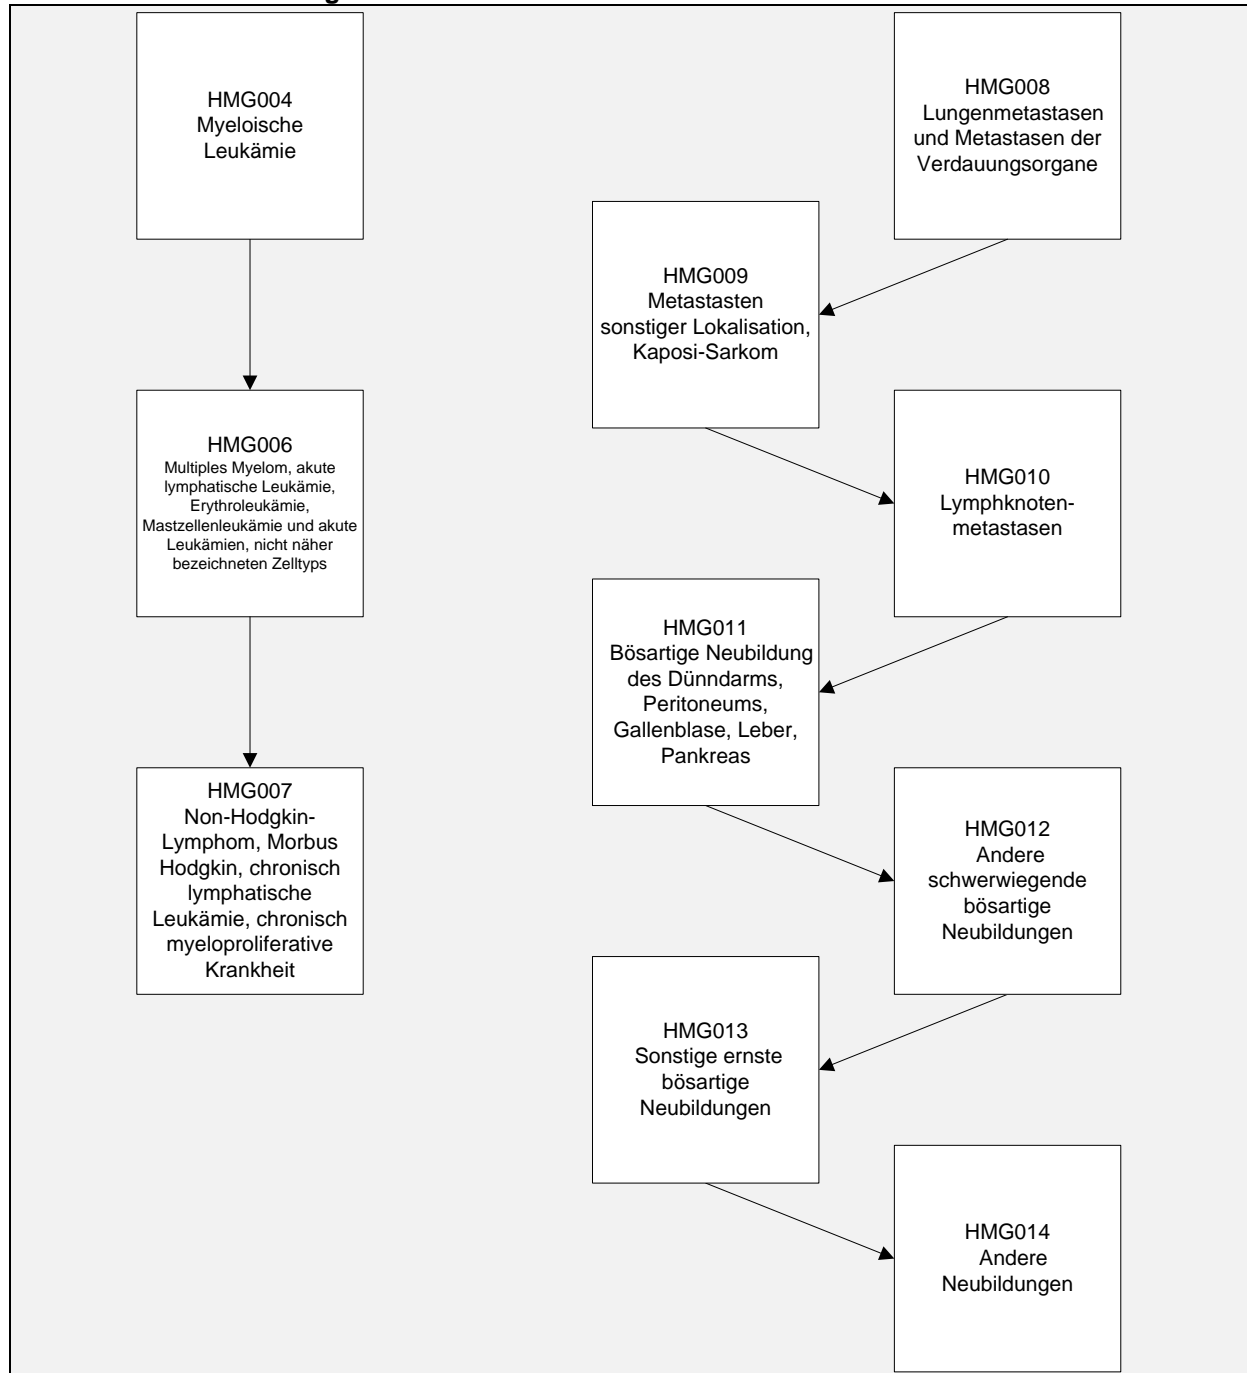 HMG004
Myeloische
Leukämie
HMG006
Multiples Myelom, akute
lymphatische Leukämie,
Erythroleukämie,
Mastzellenleukämie und akute
Leukämien, nicht näher
bezeichneten Zelltyps
HMG007
Non-Hodgkin-
Lymphom, Morbus
Hodgkin, chronisch
lymphatische
Leukämie, chronisch
myeloproliferative
Krankheit
HMG008
Lungenmetastasen
und Metastasen der
Verdauungsorgane
HMG009
Metastasten
sonstiger Lokalisation,
Kaposi-Sarkom
HMG010
Lymphknoten-
metastasen
HMG011
Bösartige Neubildung
des Dünndarms,
Peritoneums,
Gallenblase, Leber,
Pankreas
HMG012
Andere
schwerwiegende
bösartige
Neubildungen
HMG013
Sonstige ernste
bösartige
Neubildungen
HMG014
Andere
Neubildungen